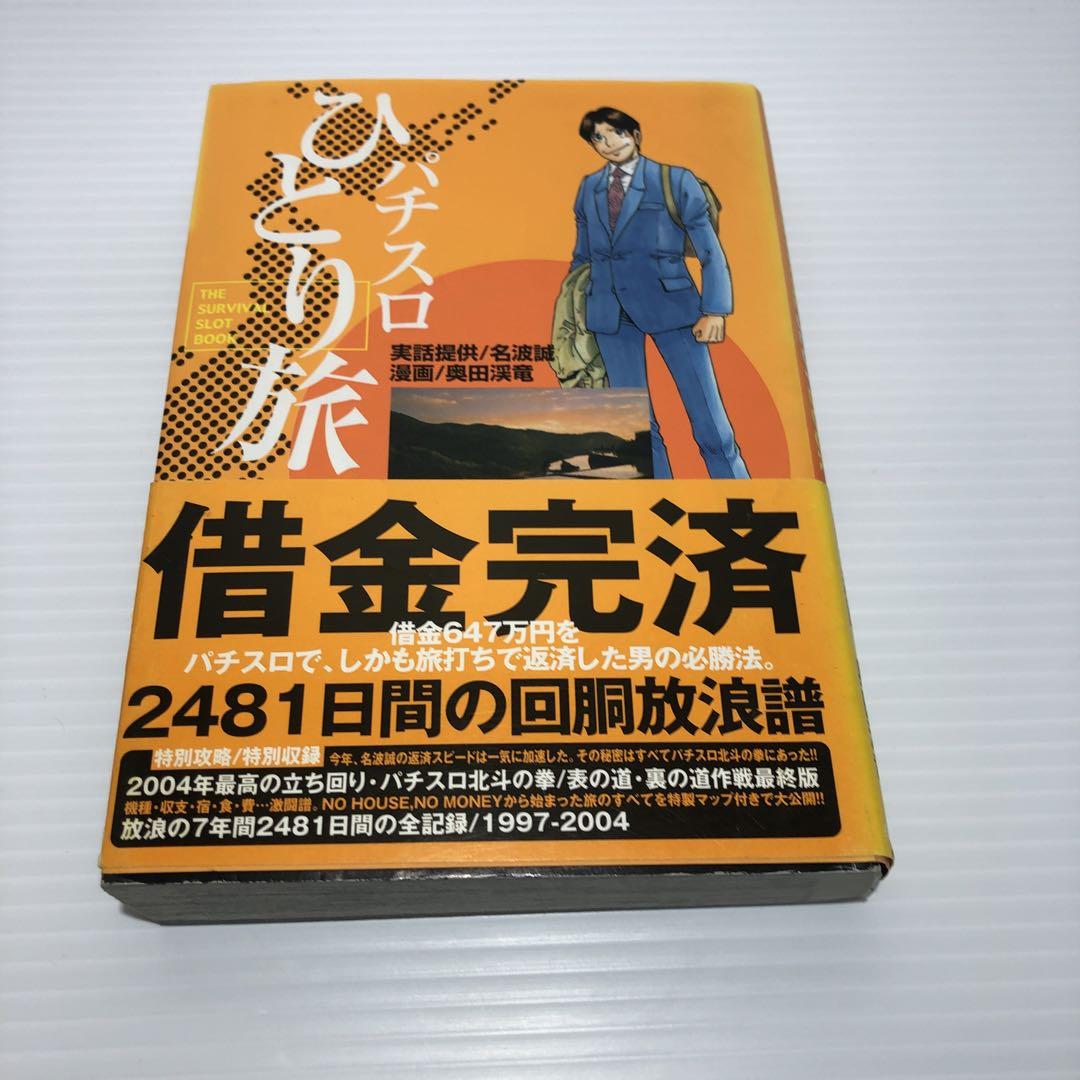 パチスロ
ひとり旅
THE
SURVIVAL
SLOT
BOOK
実話提供/名波誠
漫画/奥田渓竜
借金完済
借金647万円を
パチスロで、しかも旅打ちで返済した男の必勝法。
2481日間の回胴放浪譜
特別攻略/特別収録 今年、名波誠の返済スピードは一気に加速した。その秘密はすべてパチスロ北斗の拳にあった!!
2004年最高の立ち回り・パチスロ北斗の拳/表の道・裏の道作戦最終版
機種・収支・宿・食・費…激闘譜。NO HOUSE,NO MONEYから始まった旅のすべてを特製マップ付きで大公開!!
放浪の7年間2481日間の全記録/1997-2004